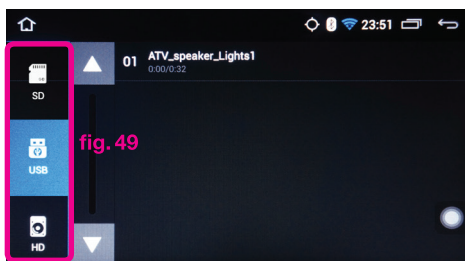 23:51
01 ATV_speaker_Lights1
0:00/0:32
SD
fig. 49
USB
HD